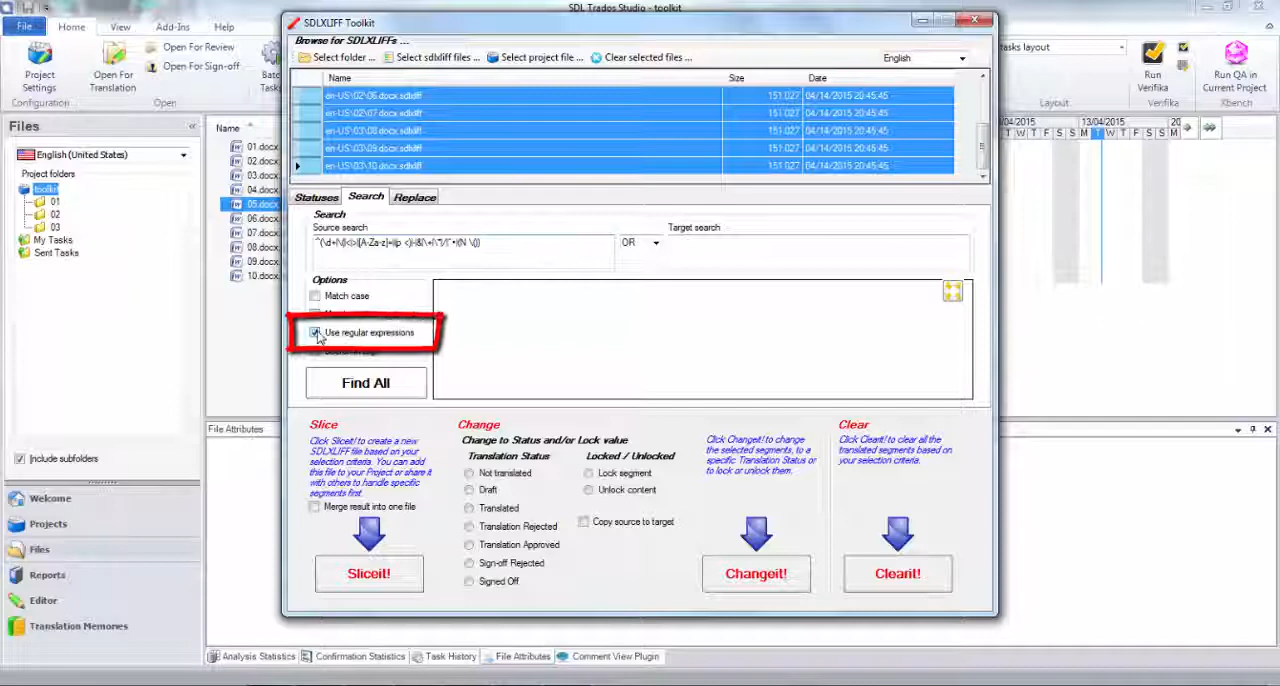 SDL Trados Studio - toolkit
File Home View Add-Ins Help
Project
Settings
Configuration
Open For
Translation
Open For Review
Open For Sign-off
Open
Batc
Tasks
asks layout
Layout
Run
Verifika
Verifika
Run QA in
Current Project
Xbench
Files
English (United States)
Project folders
toolkit
01
02
03
My Tasks
Sent Tasks
Include subfolders
Welcome
Projects
Files
Reports
Editor
Translation Memories
Name
01.docx
02.docx
03.docx
04.docx
05.docx
06.docx
07.docx
08.docx
09.docx
10.docx
File Attributes
SDLXLIFF Toolkit
Browse for SDLXLIFFs ...
Select folder ... Select sdlxliff files ... Select project file ... Clear selected files ... English
Name Size Date
en-US\02\06.docx.sdlxliff 151.027 04/14/2015 20:45:45
en-US\02\07.docx.sdlxliff 151.027 04/14/2015 20:45:45
en-US\03\08.docx.sdlxliff 151.027 04/14/2015 20:45:45
en-US\03\09.docx.sdlxliff 151.027 04/14/2015 20:45:45
en-US\03\10.docx.sdlxliff 151.027 04/14/2015 20:45:45
Statuses Search Replace
Search
Source search
OR
Target search
Options
Match case
Use regular expressions
Find All
Slice
Click Sliceit! to create a new
SDLXLIFF file based on your
selection criteria. You can add
this file to your Project or share it
with others to handle specific
segments first.
Merge result into one file
Sliceit!
Change
Change to Status and/or Lock value
Translation Status
Not translated
Draft
Translated
Translation Rejected
Translation Approved
Sign-off Rejected
Signed Off
Locked / Unlocked
Lock segment
Unlock content
Copy source to target
Click Changeit! to change
the selected segments, to a
specific Translation Status or
to lock or unlock them.
Changeit!
Clear
Click Clearit! to clear all the
translated segments based on
your selection criteria.
Clearit!
/04/2015 13/04/2015 20
T W T F S S M T W T F S S M
Analysis Statistics Confirmation Statistics Task History File Attributes Comment View Plugin